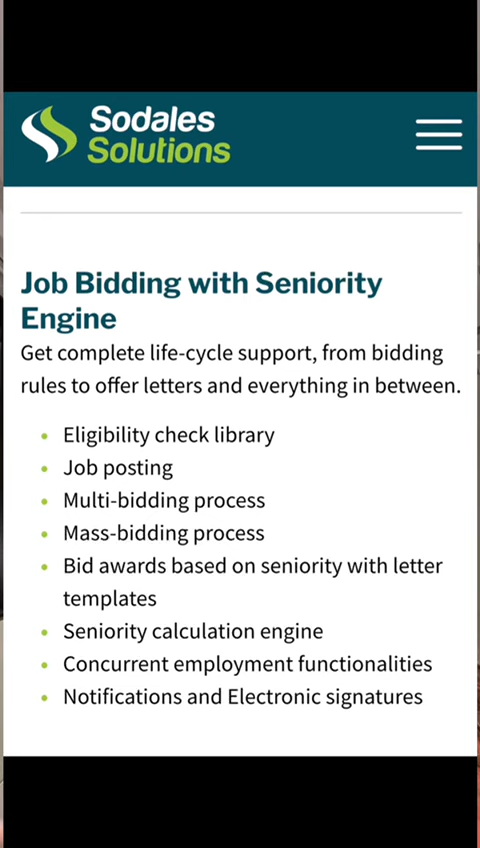 Sodales
Solutions
Job Bidding with Seniority
Engine
Get complete life-cycle support, from bidding
rules to offer letters and everything in between.
• Eligibility check library
• Job posting
• Multi-bidding process
• Mass-bidding process
• Bid awards based on seniority with letter
templates
• Seniority calculation engine
• Concurrent employment functionalities
• Notifications and Electronic signatures